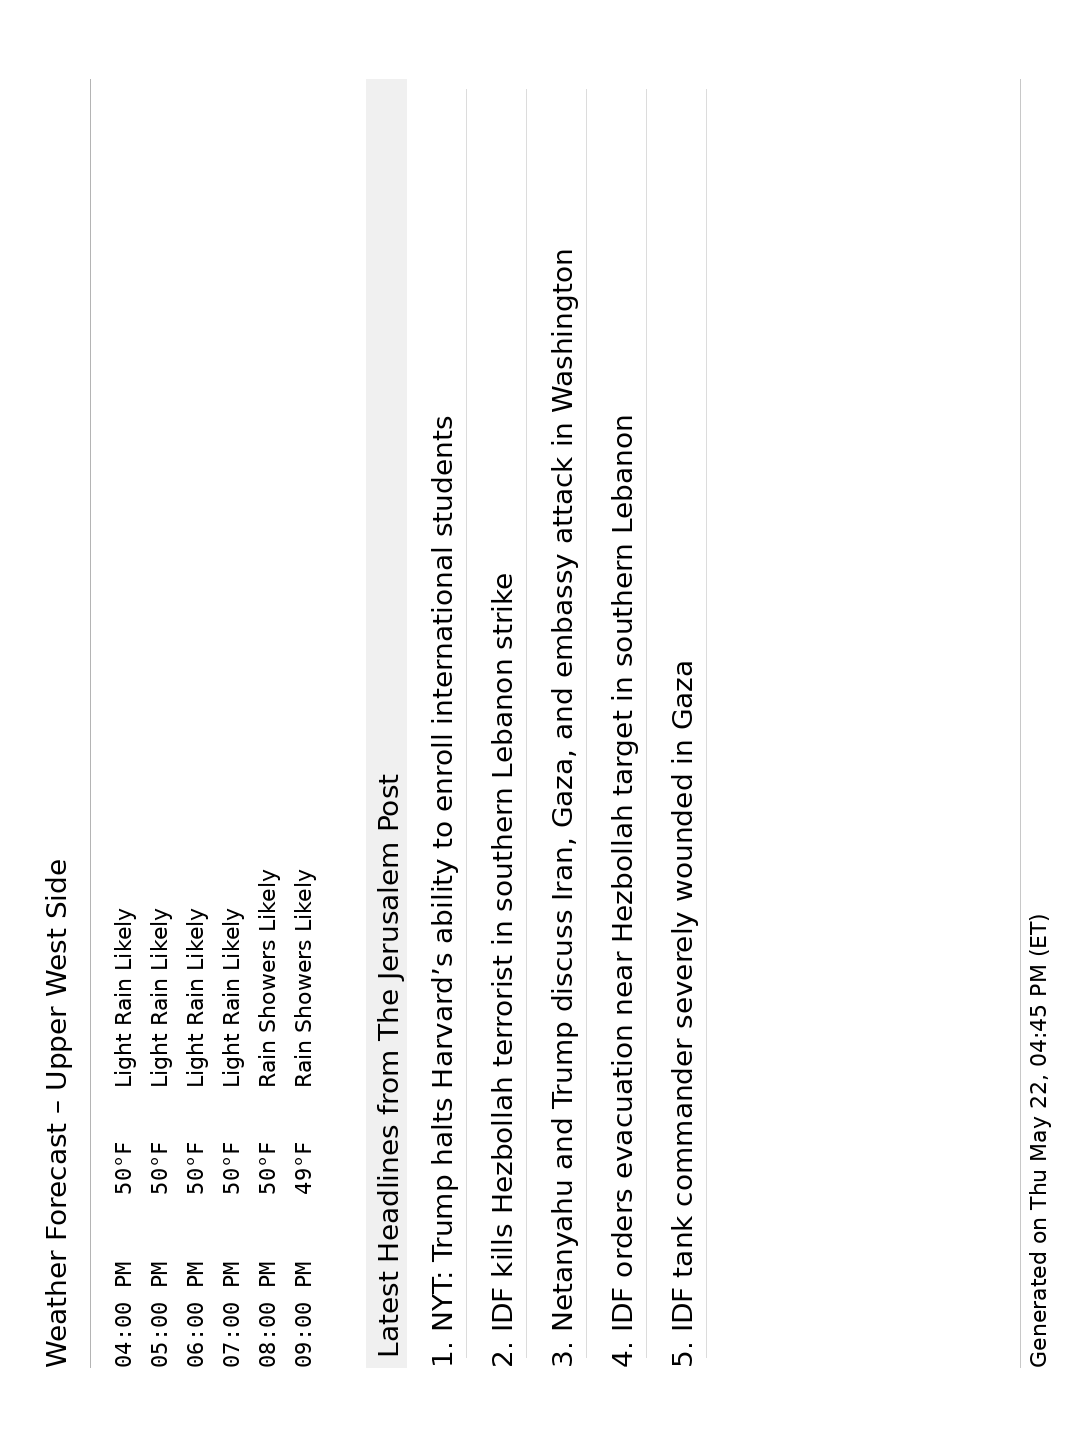 Weather Forecast – Upper West Side
04:00 PM 50°F Light Rain Likely
05:00 PM 50°F Light Rain Likely
06:00 PM 50°F Light Rain Likely
07:00 PM 50°F Light Rain Likely
08:00 PM 50°F Rain Showers Likely
09:00 PM 49°F Rain Showers Likely
Latest Headlines from The Jerusalem Post
1. NYT: Trump halts Harvard’s ability to enroll international students
2. IDF kills Hezbollah terrorist in southern Lebanon strike
3. Netanyahu and Trump discuss Iran, Gaza, and embassy attack in Washington
4. IDF orders evacuation near Hezbollah target in southern Lebanon
5. IDF tank commander severely wounded in Gaza
Generated on Thu May 22, 04:45 PM (ET)